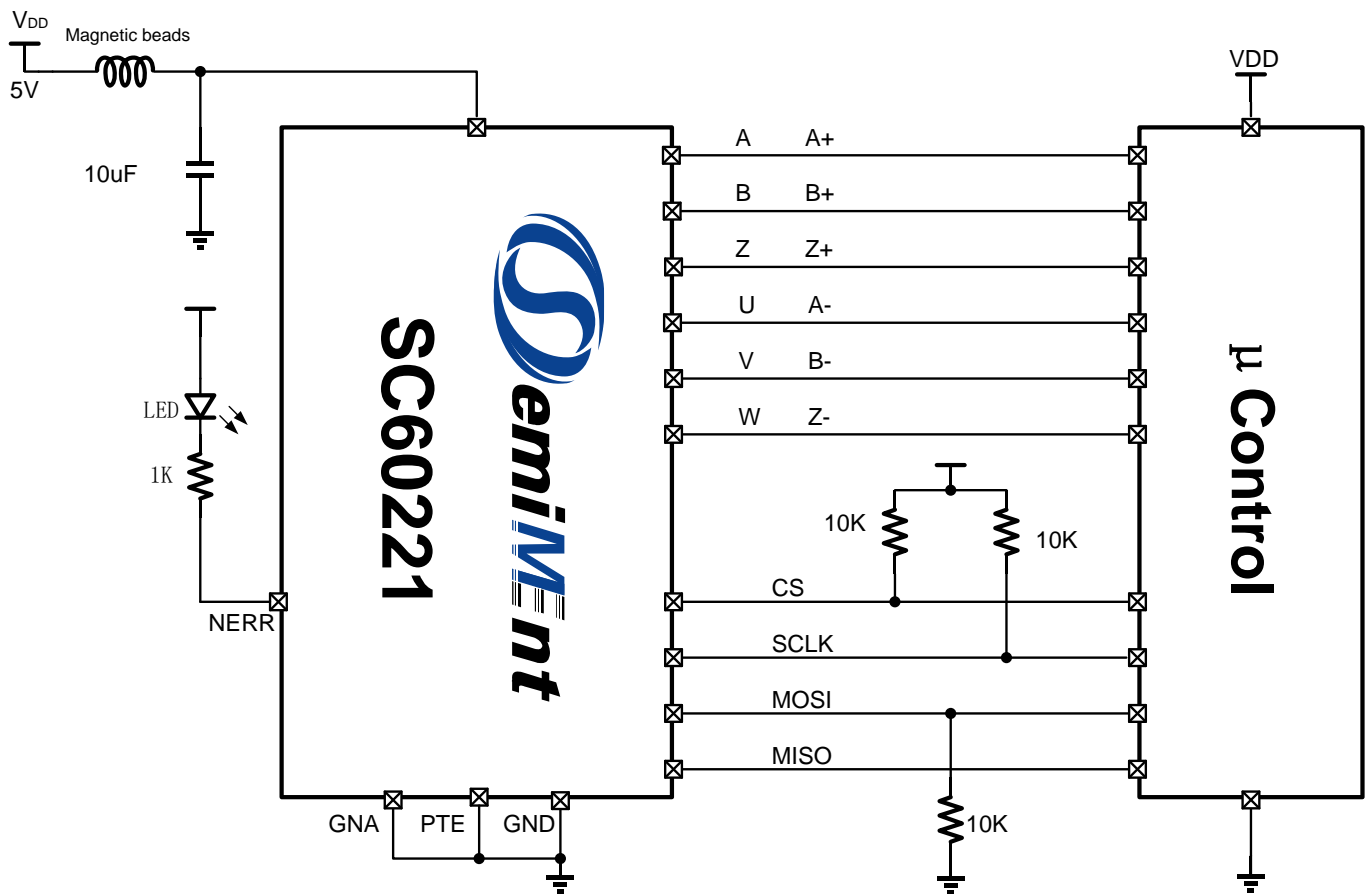 VDD
Magnetic beads
5V
10uF
LED
1K
NERR
SC60221
SemiMEnt
GNA
PTE
GND
A A+
B B+
Z Z+
U A-
V B-
W Z-
10K
10K
CS
SCLK
MOSI
MISO
10K
VDD
μ Control